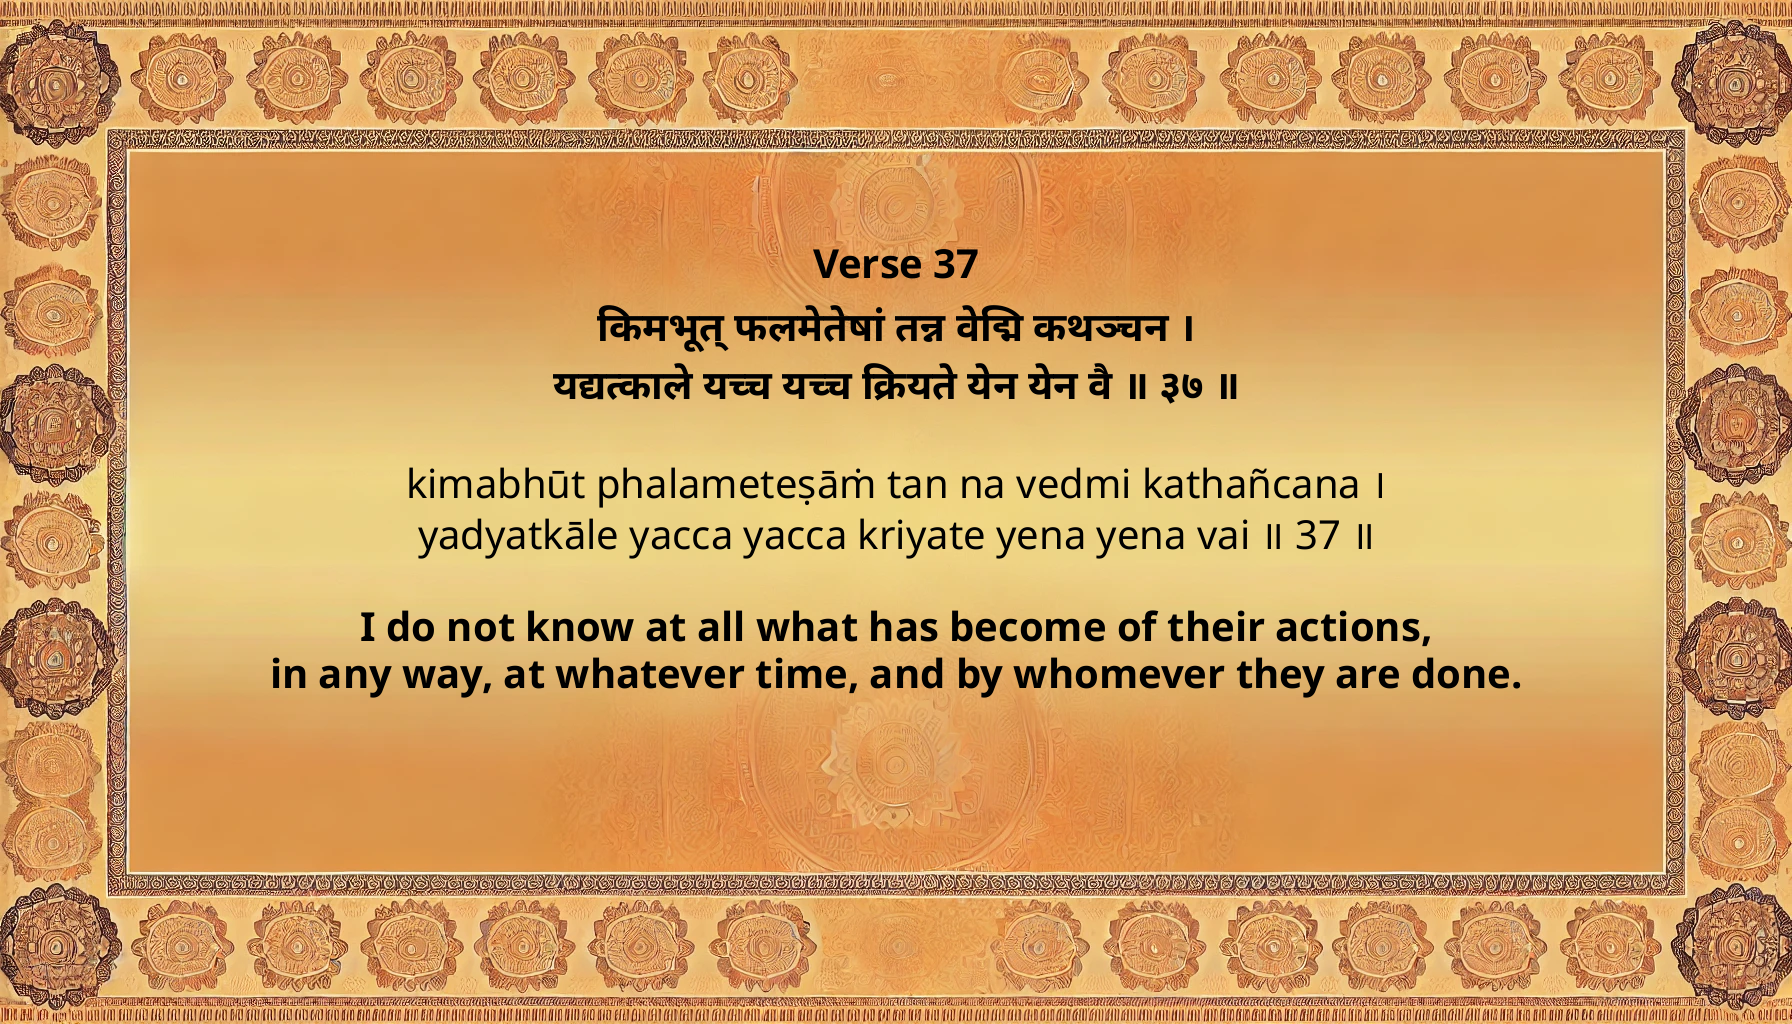 Verse 37
किमभूत् फलमेतेषां तन्न वेद्मि कथञ्चन ।
यद्यत्काले यच्च यच्च क्रियते येन येन वै ॥ ३७ ॥
kimabhūt phalameteṣāṁ tan na vedmi kathañcana ।
yadyatkāle yacca yacca kriyate yena yena vai ॥ 37 ॥
I do not know at all what has become of their actions,
in any way, at whatever time, and by whomever they are done.